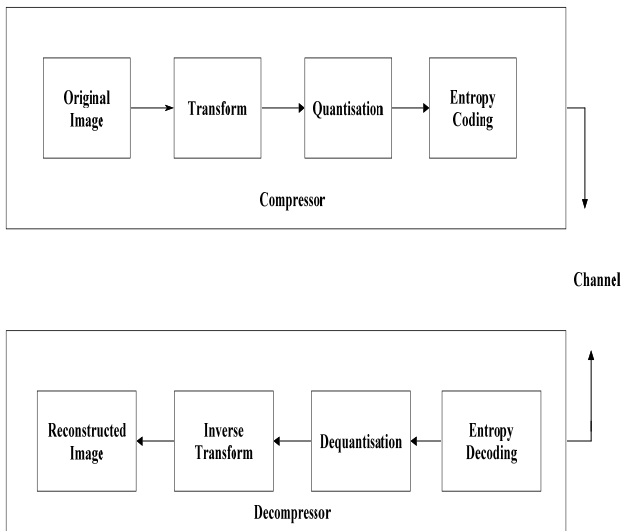 Original
Image
Transform
Quantisation
Entropy
Coding
Compressor
Channel
Reconstructed
Image
Inverse
Transform
Dequantisation
Entropy
Decoding
Decompressor